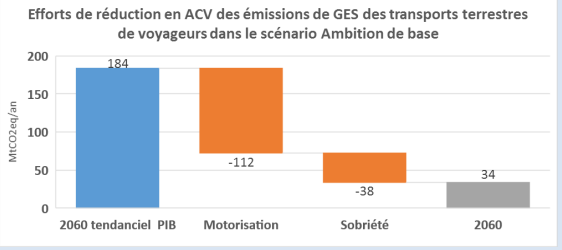 Efforts de réduction en ACV des émissions de GES des transports terrestres
de voyageurs dans le scénario Ambition de base
MtCO2eq/an
200
150
100
50
0
184
-112
-38
34
2060 tendanciel PIB
Motorisation
Sobriété
2060